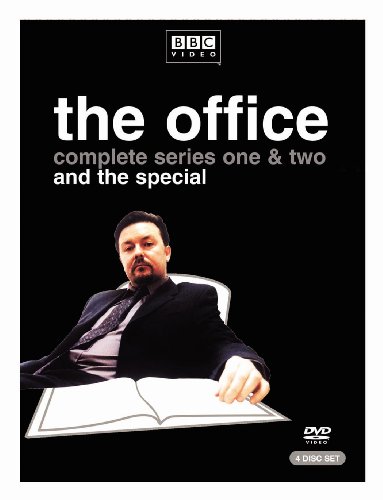 BBC
VIDEO
the office
complete series one & two
and the special
DVD
VIDEO
4 DISC SET